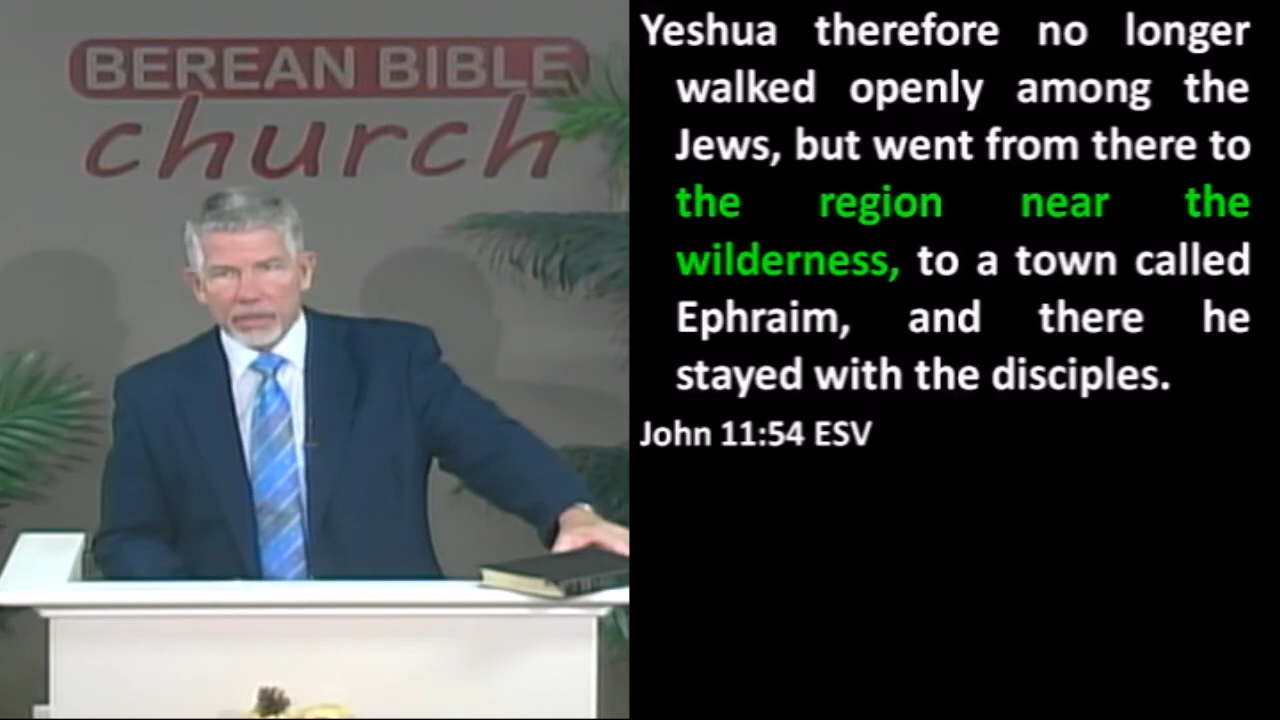 BEREAN BIBLE
church
Yeshua therefore no longer
walked openly among the
Jews, but went from there to
the region near the
wilderness, to a town called
Ephraim, and there he
stayed with the disciples.
John 11:54 ESV